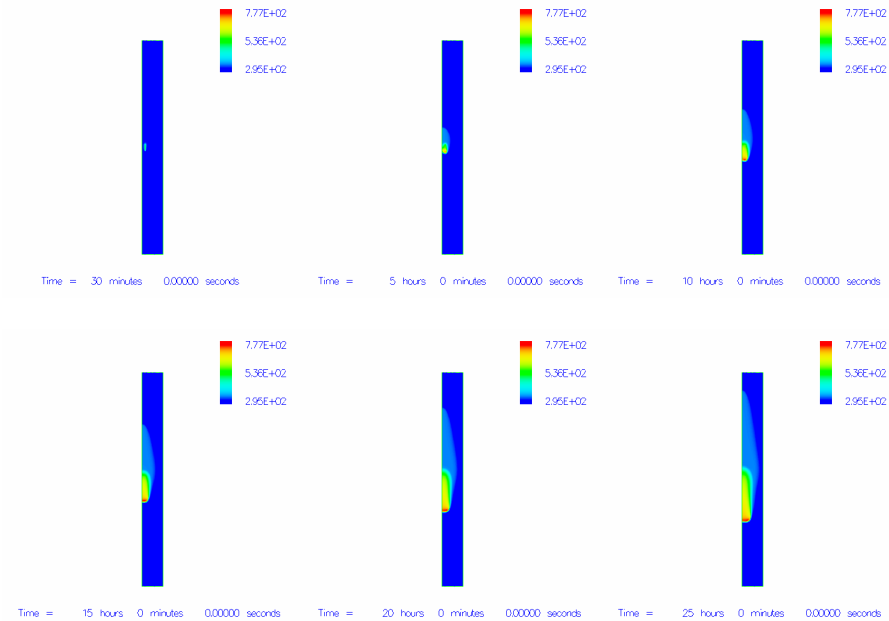 7.77E+02 7.77E+02 7.77E+02
5.36E+02 5.36E+02 5.36E+02
2.95E+02 2.95E+02 2.95E+02
Time = 30 minutes 0.00000 seconds Time = 5 hours 0 minutes 0.00000 seconds Time = 10 hours 0 minutes 0.00000 seconds
7.77E+02 7.77E+02 7.77E+02
5.36E+02 5.36E+02 5.36E+02
2.95E+02 2.95E+02 2.95E+02
Time = 15 hours 0 minutes 0.00000 seconds Time = 20 hours 0 minutes 0.00000 seconds Time = 25 hours 0 minutes 0.00000 seconds